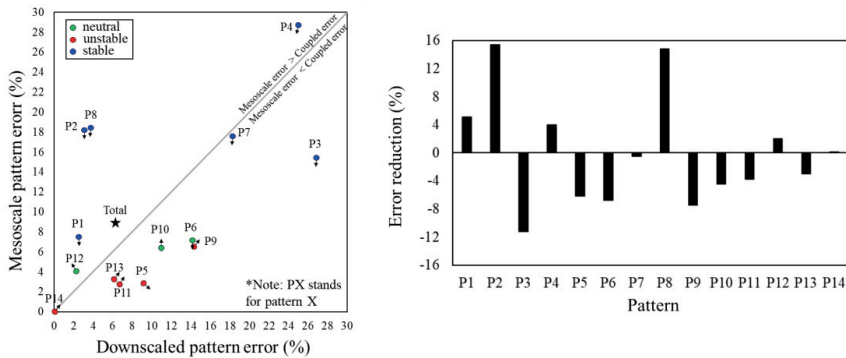 30
28
26
24
22
20
18
16
14
12
10
8
6
4
2
0
Mesoscale pattern erorr (%)
neutral
unstable
stable
P4
Mesoscale error > Coupled error
Mesoscale error < Coupled error
P2
P8
P7
P3
P1
Total
P12
P10
P6
P9
P13
P11
P5
P14
*Note: PX stands
for pattern X
0 2 4 6 8 10 12 14 16 18 20 22 24 26 28 30
Downscaled pattern error (%)
16
12
8
4
0
-4
-8
-12
-16
Error reduction (%)
P1 P2 P3 P4 P5 P6 P7 P8 P9 P10 P11 P12 P13 P14
Pattern